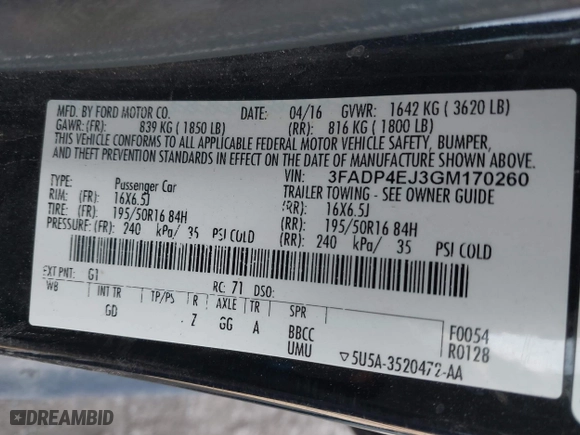 MFD. BY FORD MOTOR CO. DATE: 04/16 GVWR: 1642 KG ( 3620 LB)
GAWR: (FR): 839 KG ( 1850 LB) (RR): 816 KG ( 1800 LB)
THIS VEHICLE CONFORMS TO ALL APPLICABLE FEDERAL MOTOR VEHICLE SAFETY, BUMPER,
AND THEFT PREVENTION STANDARDS IN EFFECT ON THE DATE OF MANUFACTURE SHOWN ABOVE.
VIN: 3FADP4EJ3GM170260
TYPE: Passenger Car TRAILER TOWING - SEE OWNER GUIDE
RIM: (FR): 16X6.5J (RR): 16X6.5J
TIRE: (FR): 195/50R16 84H (RR): 195/50R16 84H
PRESSURE: (FR): 240 kPa/ 35 PSI COLD (RR): 240 kPa/ 35 PSI COLD
EXT PNT: G1 RC: 71 DSO:
WB INT TR TP/PS R AXLE TR SPR
GD Z GG A BBCC F0054
UMU R0128
▽5U5A-3520472-AA
DREAMBID